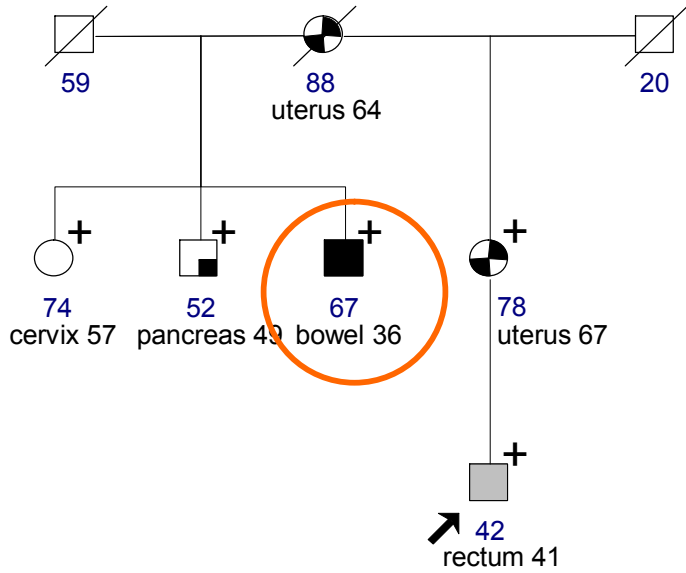 59
88
20
uterus 64
+ + + +
74
52
67
78
cervix 57
pancreas 49
bowel 36
uterus 67
+
42
rectum 41